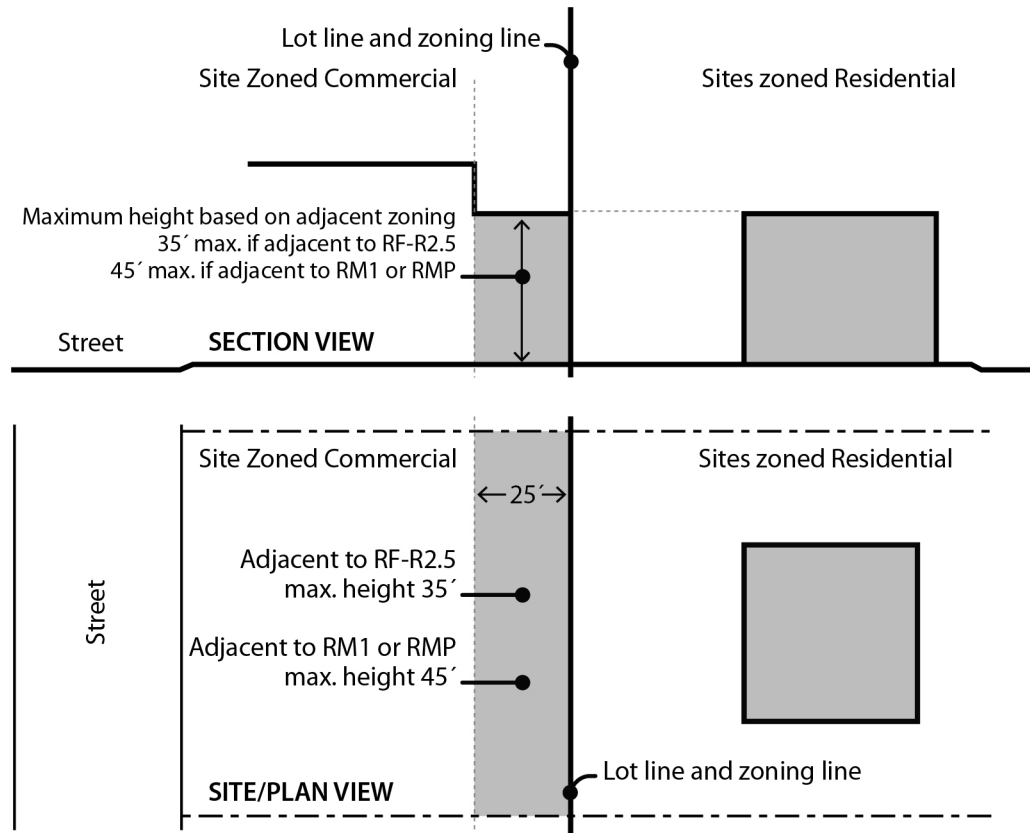 Lot line and zoning line
Site Zoned Commercial
Sites zoned Residential
Maximum height based on adjacent zoning
35´ max. if adjacent to RF-R2.5
45´ max. if adjacent to RM1 or RMP
Street
SECTION VIEW
Site Zoned Commercial
Sites zoned Residential
25´
Adjacent to RF-R2.5
max. height 35´
Street
Adjacent to RM1 or RMP
max. height 45´
Lot line and zoning line
SITE/PLAN VIEW